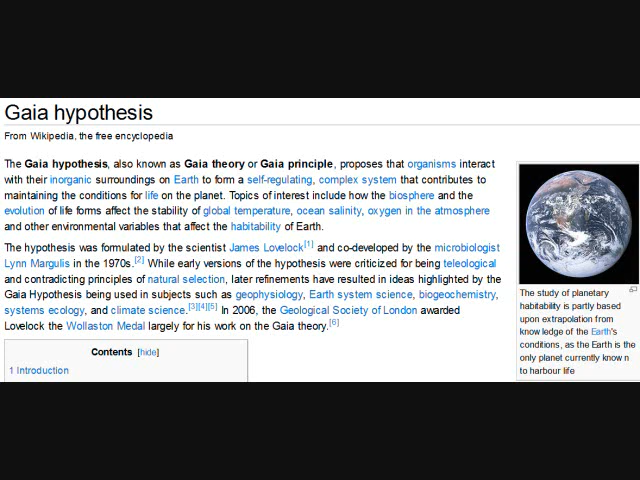 Gaia hypothesis
From Wikipedia, the free encyclopedia
The Gaia hypothesis, also known as Gaia theory or Gaia principle, proposes that organisms interact
with their inorganic surroundings on Earth to form a self-regulating, complex system that contributes to
maintaining the conditions for life on the planet. Topics of interest include how the biosphere and the
evolution of life forms affect the stability of global temperature, ocean salinity, oxygen in the atmosphere
and other environmental variables that affect the habitability of Earth.
The hypothesis was formulated by the scientist James Lovelock[1] and co-developed by the microbiologist
Lynn Margulis in the 1970s.[2] While early versions of the hypothesis were criticized for being teleological
and contradicting principles of natural selection, later refinements have resulted in ideas highlighted by the
Gaia Hypothesis being used in subjects such as geophysiology, Earth system science, biogeochemistry,
systems ecology, and climate science.[3][4][5] In 2006, the Geological Society of London awarded
Lovelock the Wollaston Medal largely for his work on the Gaia theory.[6]
Contents [hide]
1 Introduction
The study of planetary
habitability is partly based
upon extrapolation from
knowledge of the Earth's
conditions, as the Earth is the
only planet currently known
to harbour life